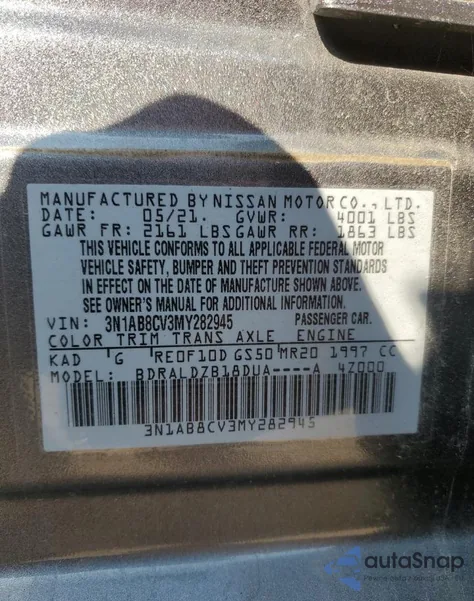 MANUFACTURED BY NISSAN MOTOR CO., LTD.
DATE: 05/21. GVWR: 4001 LBS
GAWR FR: 2161 LBS GAWR RR: 1863 LBS
THIS VEHICLE CONFORMS TO ALL APPLICABLE FEDERAL MOTOR
VEHICLE SAFETY, BUMPER AND THEFT PREVENTION STANDARDS
IN EFFECT ON THE DATE OF MANUFACTURE SHOWN ABOVE.
SEE OWNER'S MANUAL FOR ADDITIONAL INFORMATION.
VIN: 3N1AB8CV3MY282945 PASSENGER CAR.
COLOR TRIM TRANS AXLE ENGINE
KAD G RE0F10D GS50 MR20 1997 CC
MODEL: BDRALDZB18DUA----A 4Z000
3N1AB8CV3MY282945
autoSnap